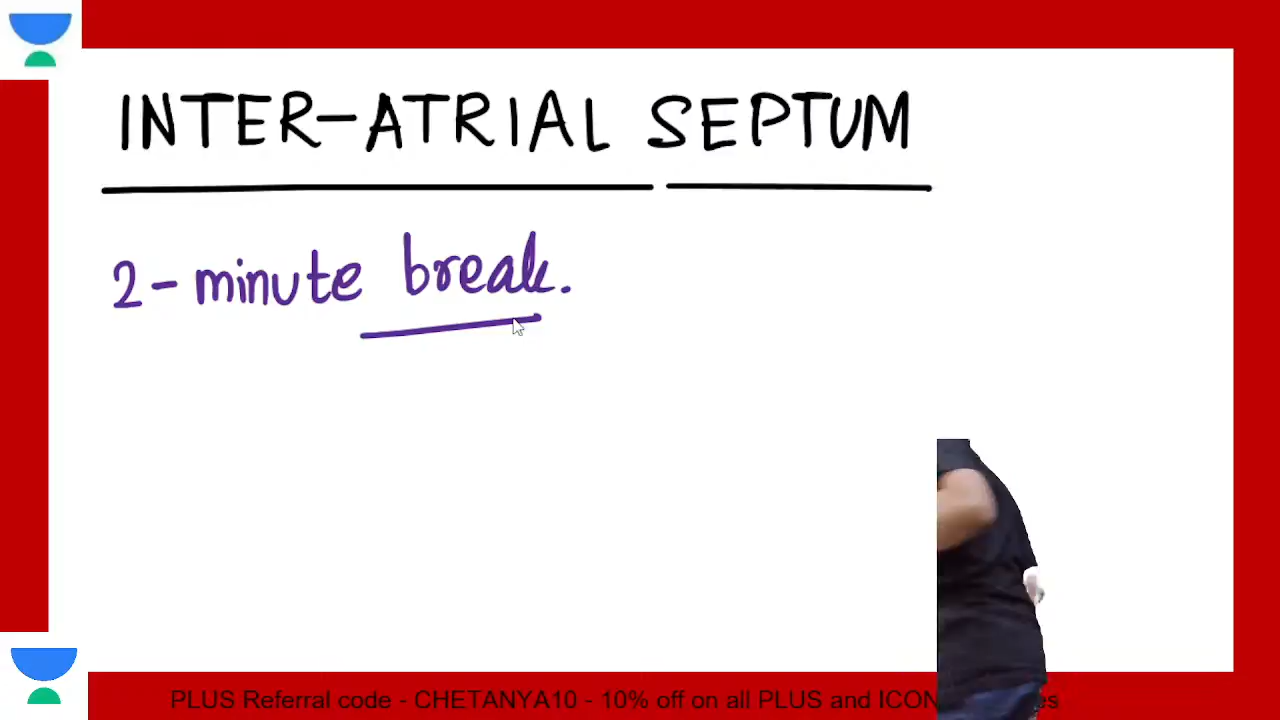 INTER-ATRIAL SEPTUM
2-minute break.
PLUS Referral code - CHETANYA10 - 10% off on all PLUS and ICON